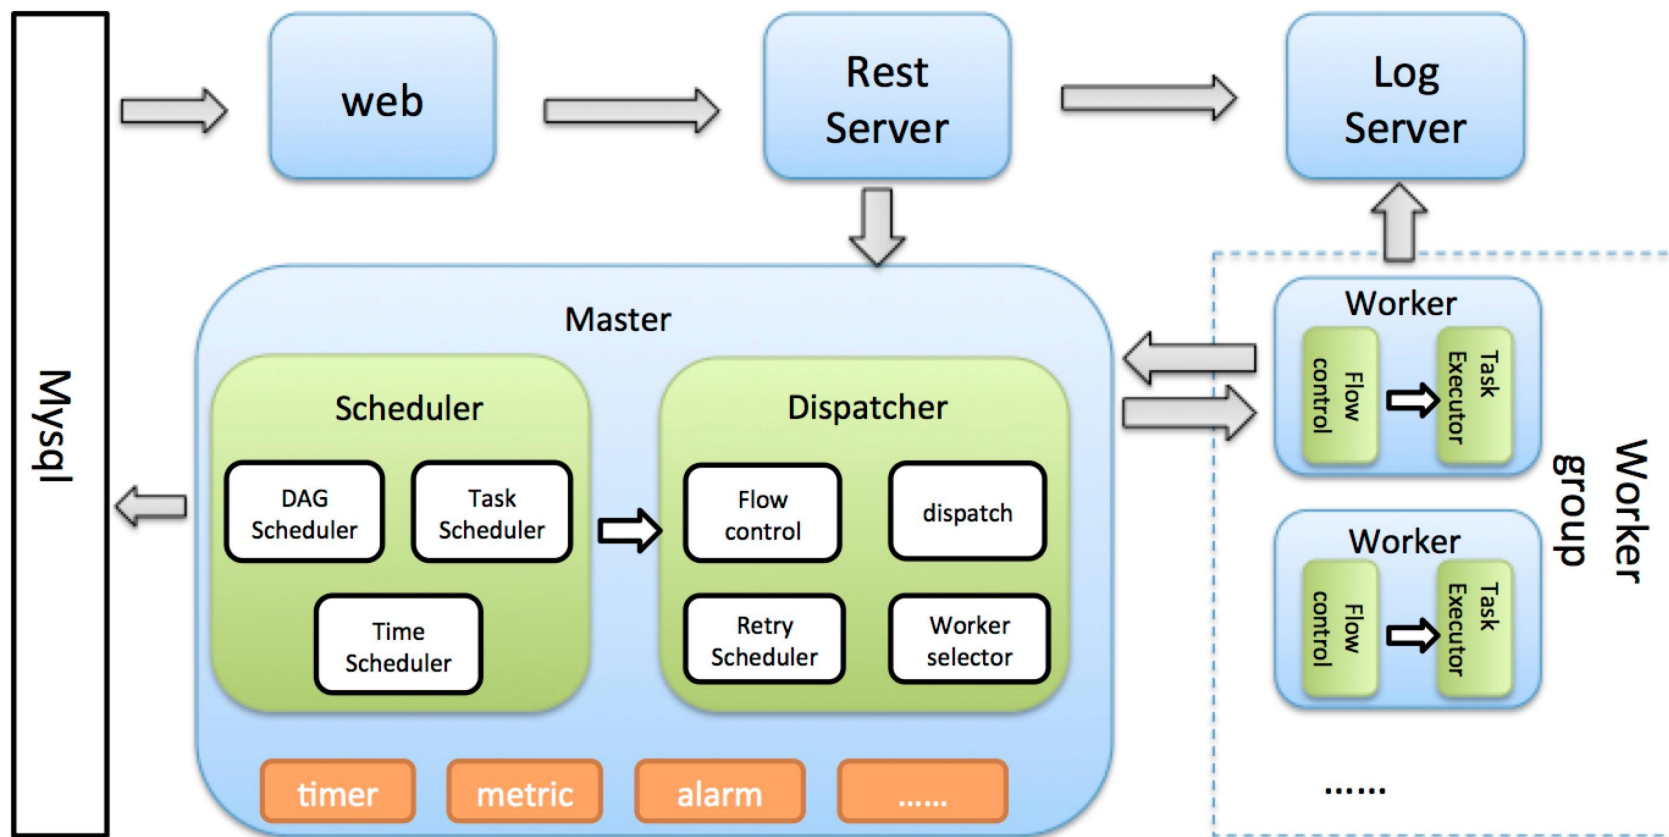 Mysql
web
Rest
Server
Log
Server
Master
Scheduler
DAG
Scheduler
Task
Scheduler
Time
Scheduler
Dispatcher
Flow
control
dispatch
Retry
Scheduler
Worker
selector
timer
metric
alarm
......
Worker
Flow
control
Task
Executor
Worker
Flow
control
Task
Executor
......
Worker
group